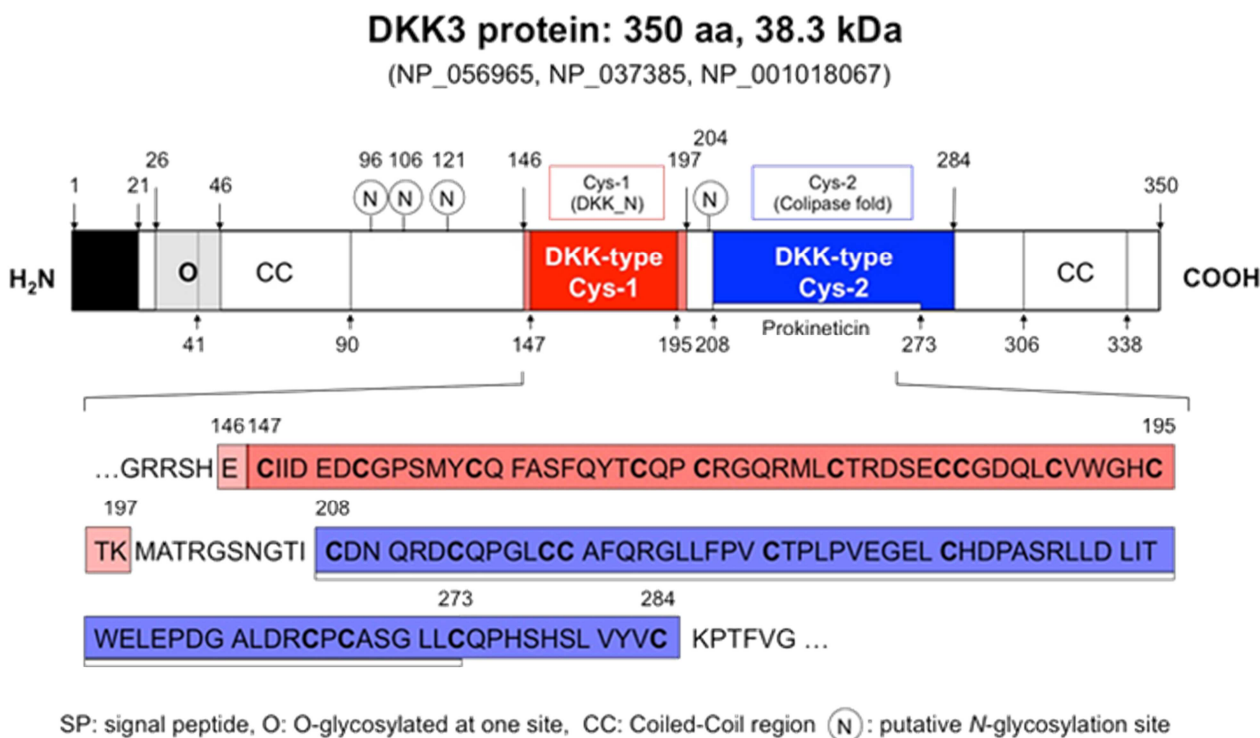 DKK3 protein: 350 aa, 38.3 kDa
(NP_056965, NP_037385, NP_001018067)
204
26 96 106 121 146 Cys-1 (DKK_N) 197 Cys-2 (Colipase fold) 284
1 21 46 N N N N 350
H2N O CC DKK-type Cys-1 DKK-type Cys-2 CC COOH
Prokineticin
41 90 147 195 208 273 306 338
146 147 195
...GRRSH E CIID EDCGPSMYCQ FASFQYTCQP CRGQRMLCTRDSECCGDQLCVWGHC
197 208
TK MATRGSNGTI CDN QRDCQPGLCC AFQRGLLFPV CTPLPVEGEL CHDPASRLLD LIT
273 284
WELEPDG ALDRCPCASG LLCQPHSHSL VYVC KPTFVG ...
SP: signal peptide, O: O-glycosylated at one site, CC: Coiled-Coil region N : putative N-glycosylation site